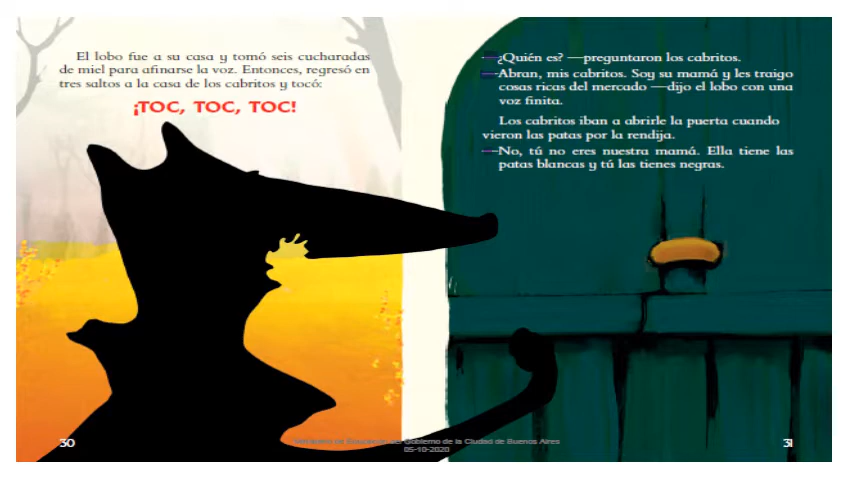 El lobo fue a su casa y tomó seis cucharadas
de miel para afinarse la voz. Entonces, regresó en
tres saltos a la casa de los cabritos y tocó:
¡TOC, TOC, TOC!
30
—¿Quién es? —preguntaron los cabritos.
—Abran, mis cabritos. Soy su mamá y les traigo
cosas ricas del mercado —dijo el lobo con una
voz finita.
Los cabritos iban a abrirle la puerta cuando
vieron las patas por la rendija.
—No, tú no eres nuestra mamá. Ella tiene las
patas blancas y tú las tienes negras.
31
Ministerio de Educación del Gobierno de la Ciudad de Buenos Aires
05-10-2020